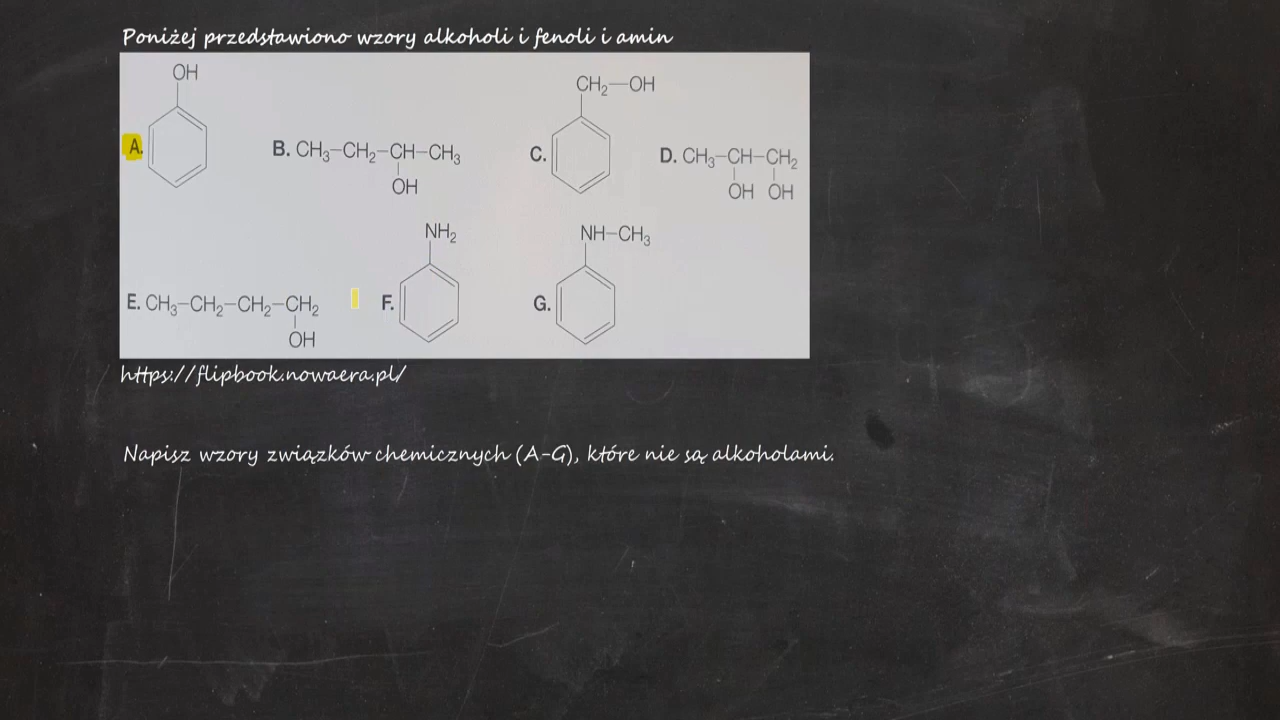 Poniżej przedstawiono wzory alkoholi i fenoli i amin
OH
A.
B. CH₃–CH₂–CH–CH₃
OH
CH₂–OH
C.
D. CH₃–CH–CH₂
OH OH
E. CH₃–CH₂–CH₂–CH₂
OH
NH₂
F.
NH–CH₃
G.
https://flipbook.nowaera.pl/
Napisz wzory związków chemicznych (A-G), które nie są alkoholami.